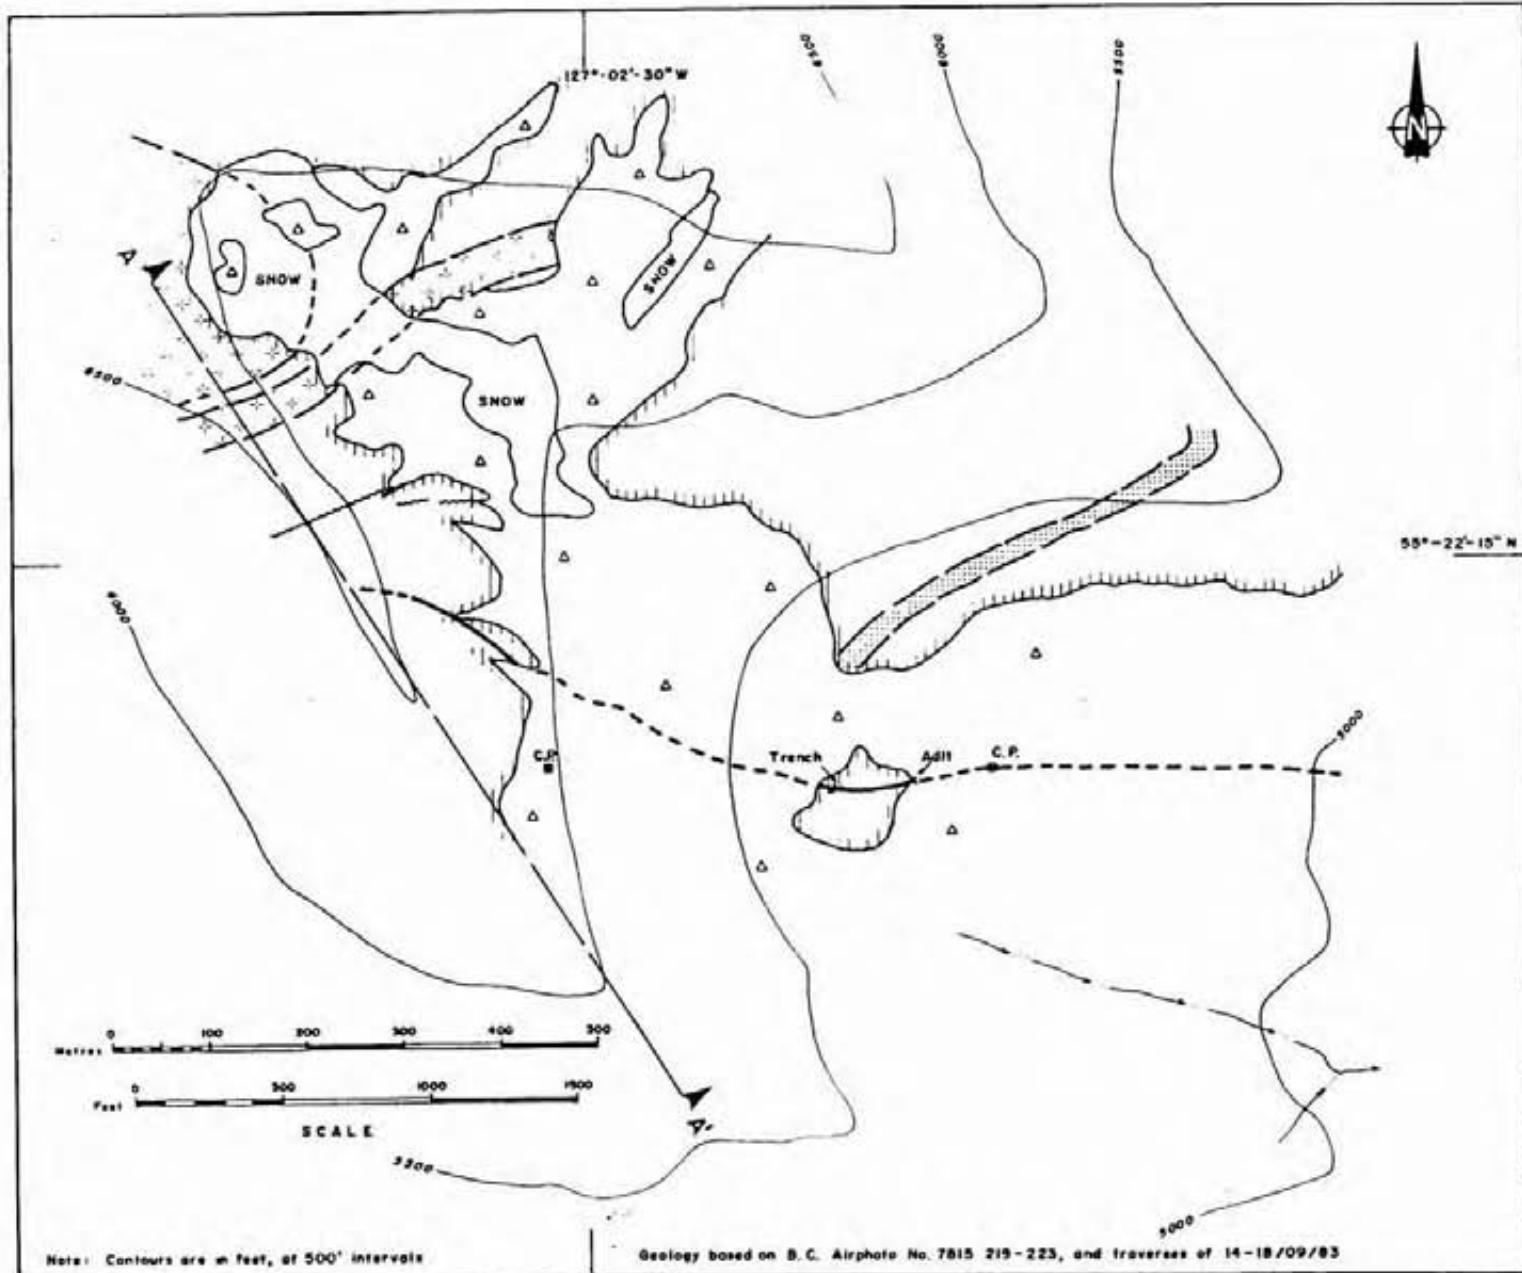 6500
6000
5500
127°-02'-30" W
N
A
SNOW
SNOW
6500
SNOW
55°-22'-15" N
6000
5000
C.P.
Trench
Adit
C.P.
0 100 200 300 400 500
Metres
0 500 1000 1500
Feet
SCALE
A'
5500
5000
Note: Contours are in feet, at 500' intervals
Geology based on B.C. Airphoto No. 7815 219-223, and traverses of 14-18/09/83